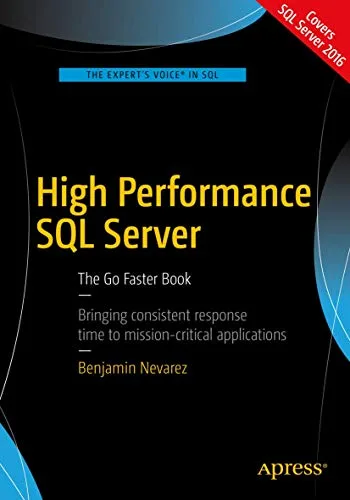 Covers
SQL Server 2016
THE EXPERT'S VOICE® IN SQL
High Performance
SQL Server
The Go Faster Book
Bringing consistent response
time to mission-critical applications
Benjamin Nevarez
Apress®